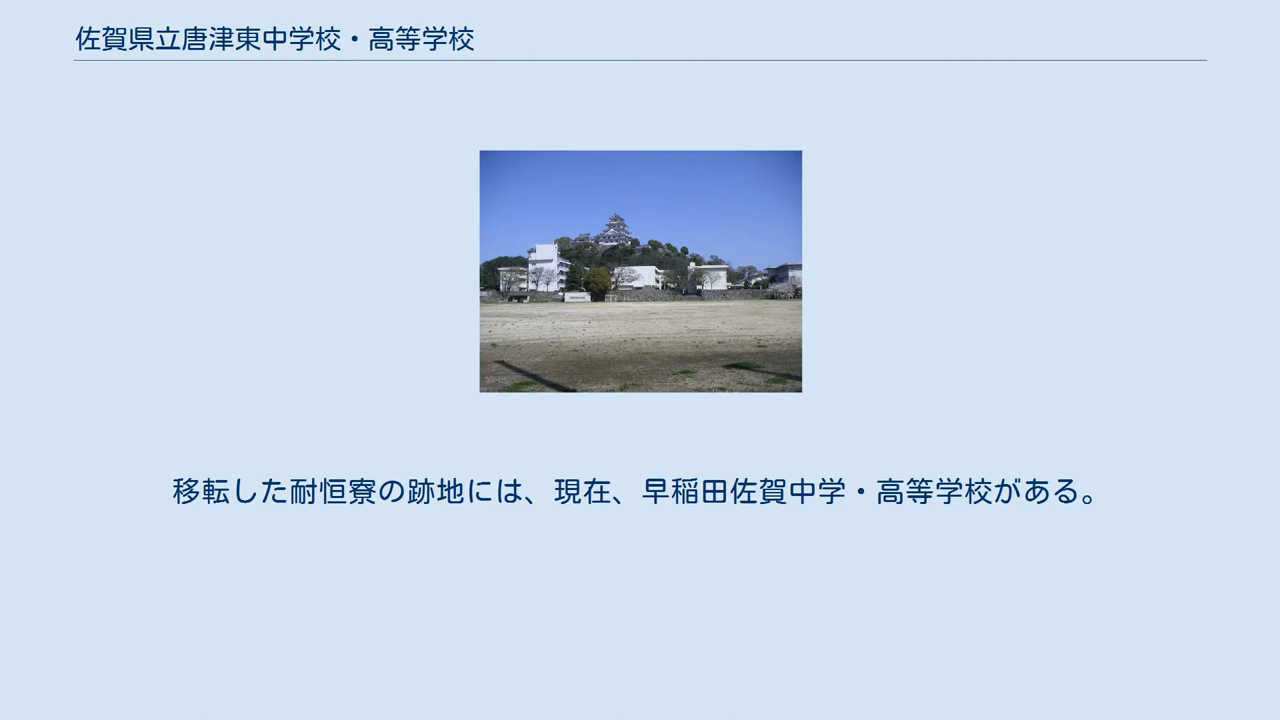 佐賀県立唐津東中学校・高等学校
移転した耐恒寮の跡地には、現在、早稲田佐賀中学・高等学校がある。